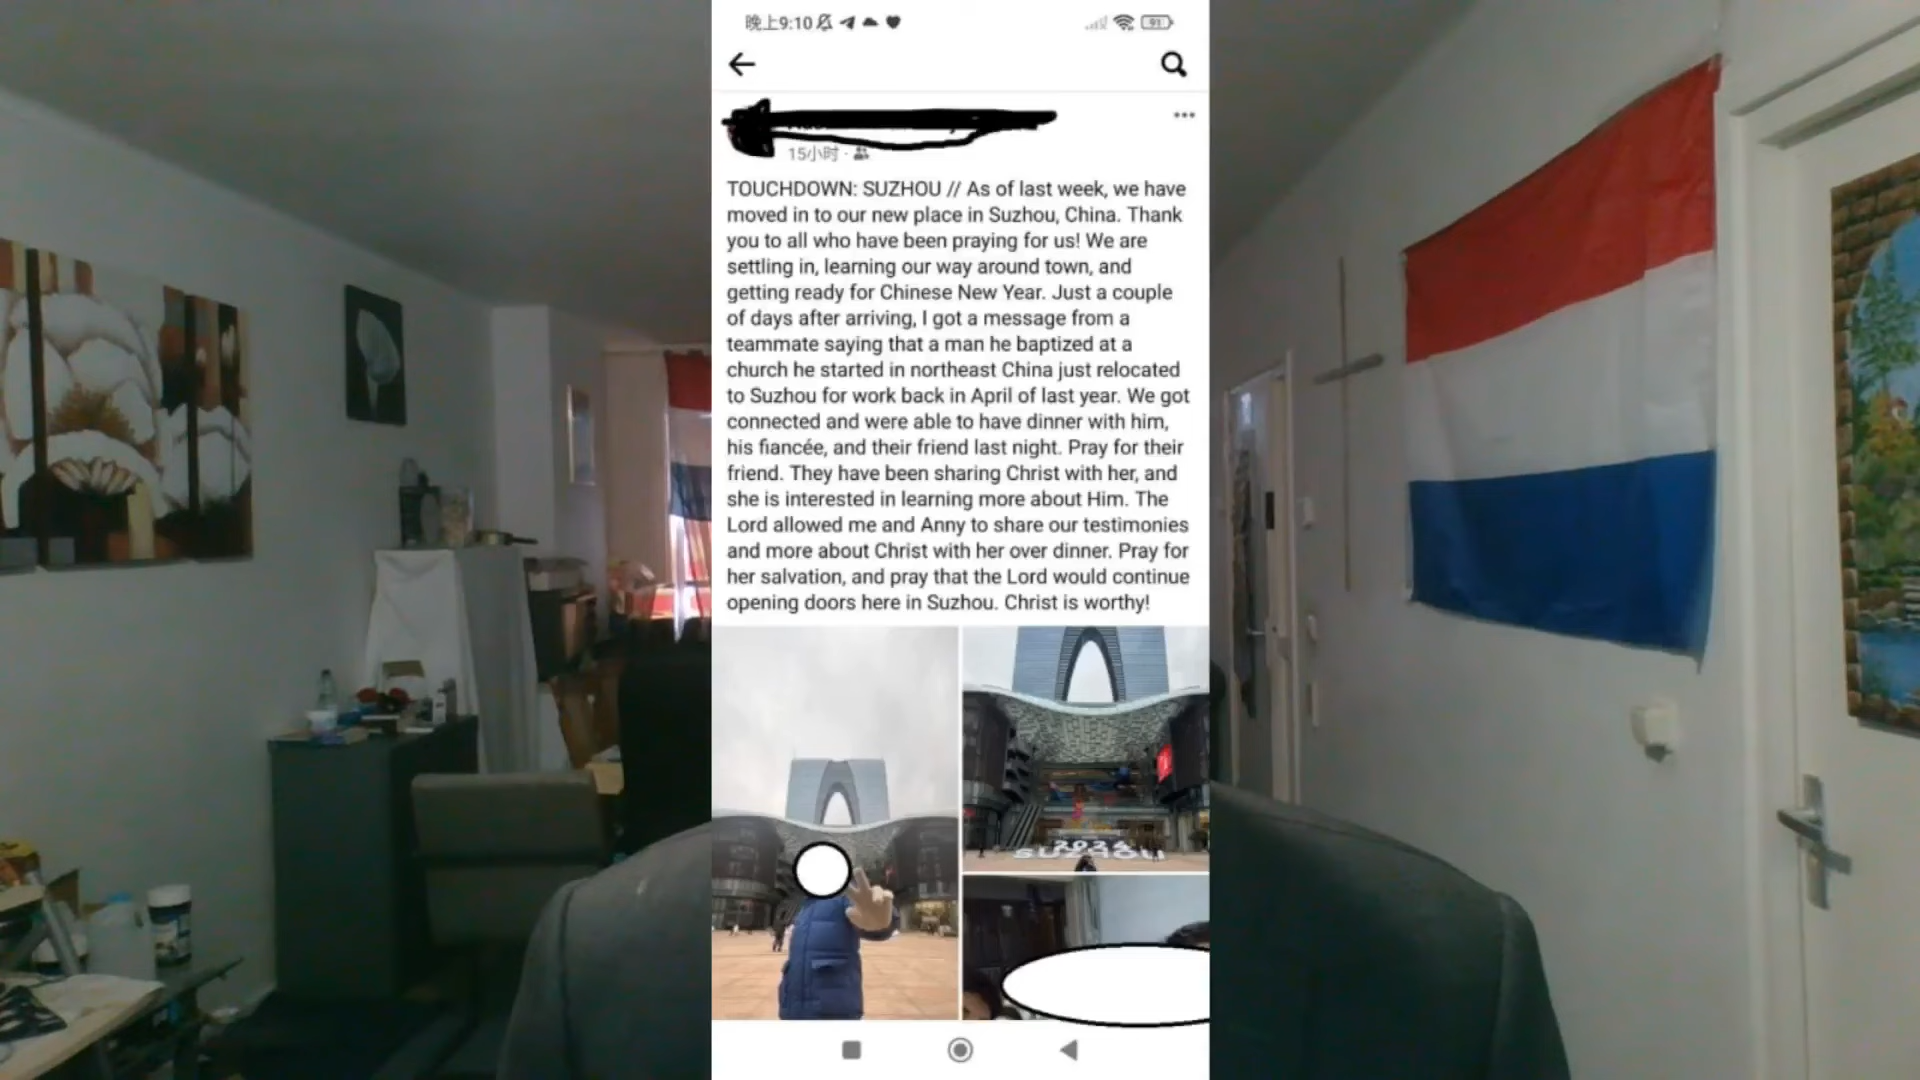 晚上9:10
91
15小时
TOUCHDOWN: SUZHOU // As of last week, we have
moved in to our new place in Suzhou, China. Thank
you to all who have been praying for us! We are
settling in, learning our way around town, and
getting ready for Chinese New Year. Just a couple
of days after arriving, I got a message from a
teammate saying that a man he baptized at a
church he started in northeast China just relocated
to Suzhou for work back in April of last year. We got
connected and were able to have dinner with him,
his fiancée, and their friend last night. Pray for their
friend. They have been sharing Christ with her, and
she is interested in learning more about Him. The
Lord allowed me and Anny to share our testimonies
and more about Christ with her over dinner. Pray for
her salvation, and pray that the Lord would continue
opening doors here in Suzhou. Christ is worthy!
2024
SUZHOU